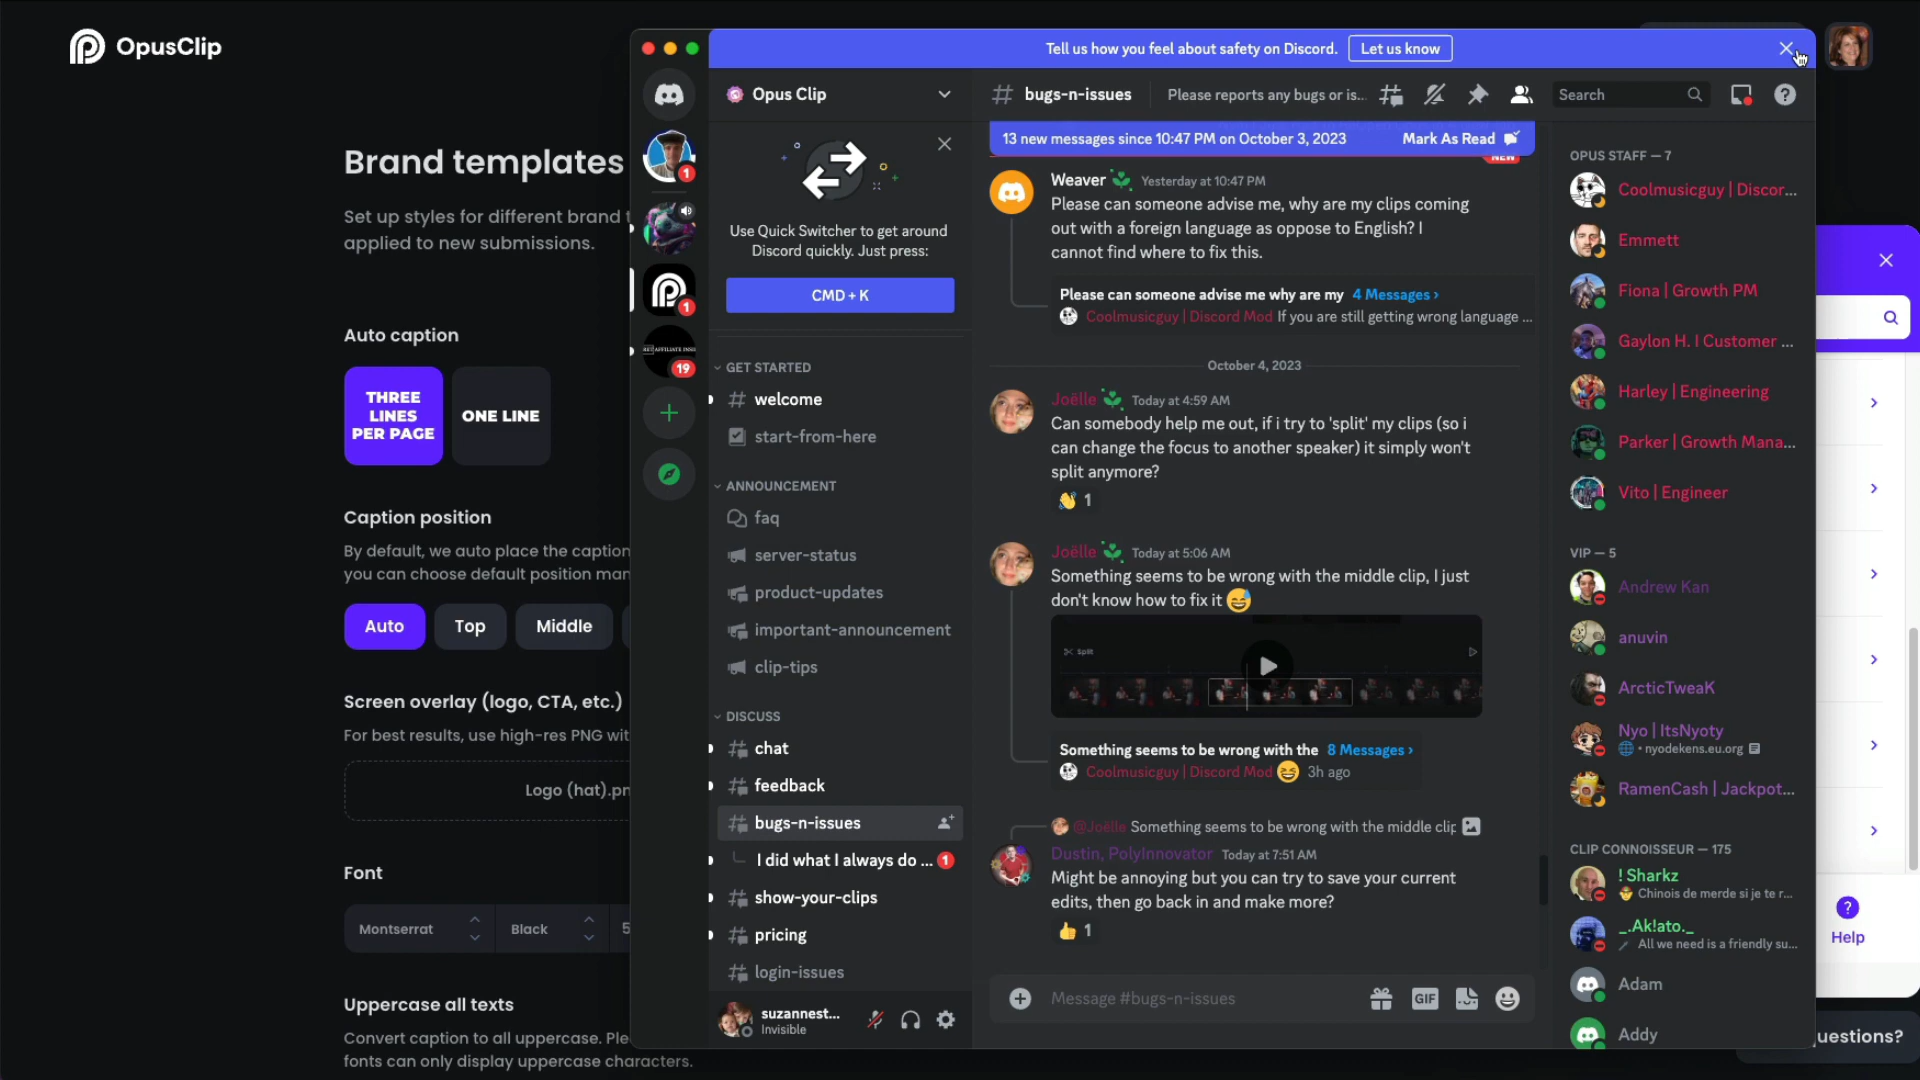 OpusClip
Brand templates
Set up styles for different brand
applied to new submissions.
Auto caption
THREE
LINES
PER PAGE
ONE LINE
Caption position
By default, we auto place the caption
you can choose default position
Auto
Top
Middle
Screen overlay (logo, CTA, etc.)
For best results, use high-res PNG
Logo (hat).pn
Font
Montserrat
Black
5
Uppercase all texts
Convert caption to all uppercase.
fonts can only display uppercase characters.
Tell us how you feel about safety on Discord.
Let us know
Opus Clip
Use Quick Switcher to get around
Discord quickly. Just press:
CMD + K
GET STARTED
welcome
start-from-here
ANNOUNCEMENT
faq
server-status
product-updates
important-announcement
clip-tips
DISCUSS
chat
feedback
bugs-n-issues
I did what I always do ... 1
show-your-clips
pricing
login-issues
suzannest...
Invisible
1
1
19
# bugs-n-issues
Please reports any bugs or is...
Search
13 new messages since 10:47 PM on October 3, 2023
Mark As Read
NEW
Weaver Yesterday at 10:47 PM
Please can someone advise me, why are my clips coming
out with a foreign language as oppose to English? I
cannot find where to fix this.
Please can someone advise me why are my 4 Messages ›
Coolmusicguy | Discord Mod If you are still getting wrong language ...
October 4, 2023
Joëlle Today at 4:59 AM
Can somebody help me out, if i try to 'split' my clips (so i
can change the focus to another speaker) it simply won't
split anymore?
👋 1
Joëlle Today at 5:06 AM
Something seems to be wrong with the middle clip, I just
don't know how to fix it 😅
Split
Something seems to be wrong with the 8 Messages ›
Coolmusicguy | Discord Mod 😆 3h ago
@Joëlle Something seems to be wrong with the middle clip
Dustin, PolyInnovator Today at 7:51 AM
Might be annoying but you can try to save your current
edits, then go back in and make more?
👍 1
Message #bugs-n-issues
GIF
OPUS STAFF — 7
Coolmusicguy | Discor...
Emmett
Fiona | Growth PM
Gaylon H. I Customer ...
Harley | Engineering
Parker | Growth Mana...
Vito | Engineer
VIP — 5
Andrew Kan
anuvin
ArcticTweaK
Nyo | ItsNyoty
• nyodekens.eu.org
RamenCash | Jackpot...
CLIP CONNOISSEUR — 175
! Sharkz
Chinois de merde si je te r...
_.Ak!ato._
All we need is a friendly su...
Adam
Addy
Help
uestions?